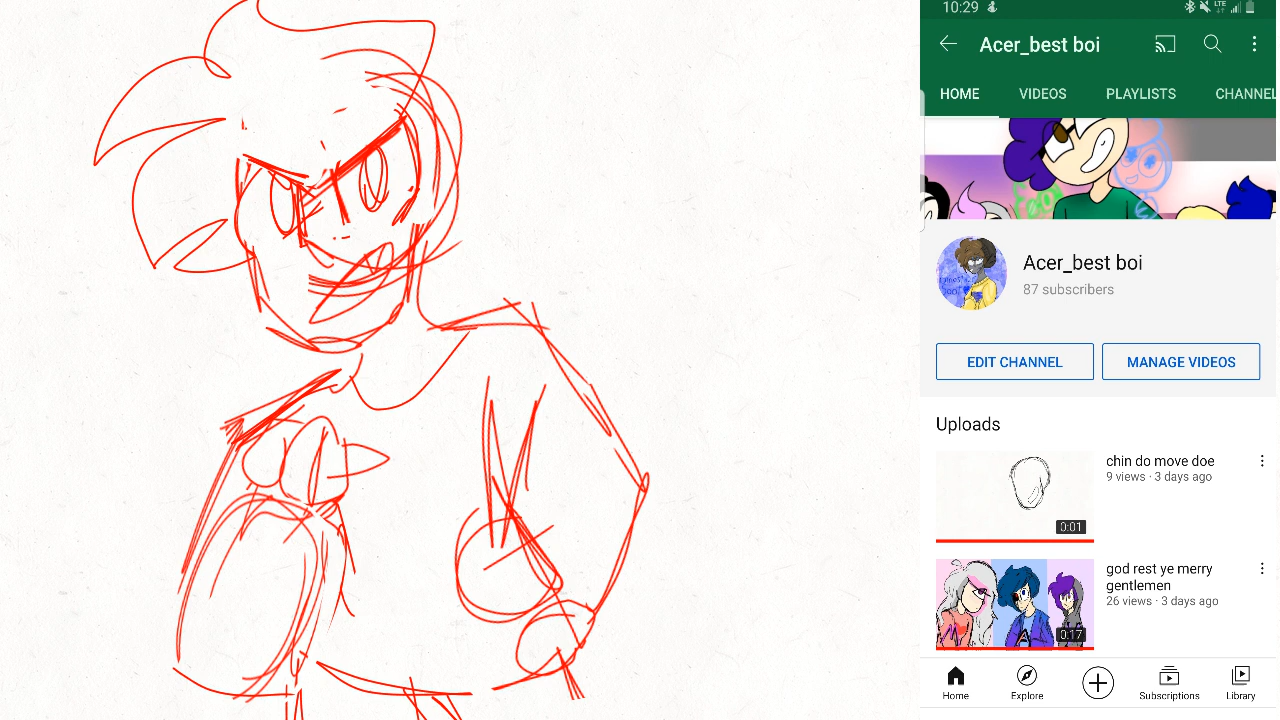 10:29
LTE
Acer_best boi
HOME VIDEOS PLAYLISTS CHANNEL
Acer_best boi
87 subscribers
EDIT CHANNEL MANAGE VIDEOS
Uploads
chin do move doe
9 views · 3 days ago
0:01
god rest ye merry
gentlemen
26 views · 3 days ago
0:17
Home Explore Subscriptions Library